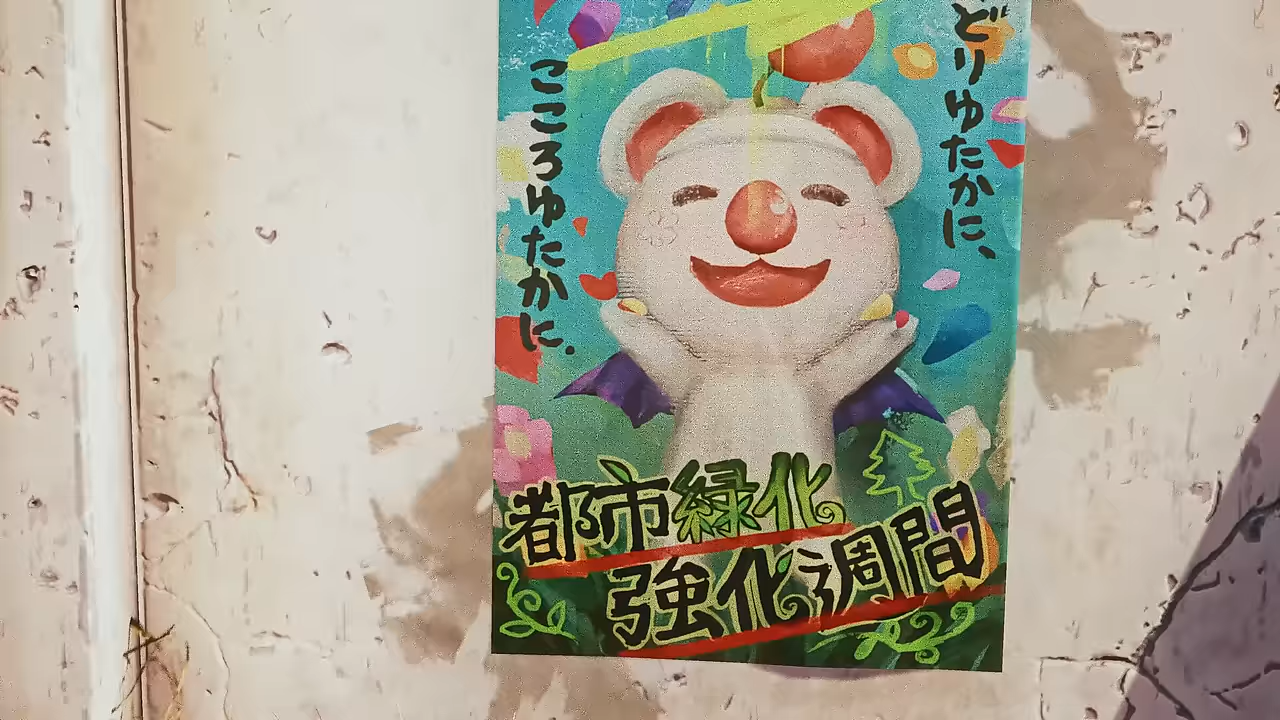 どりゆたかに、
こころゆたかに.
都市緑化
強化週間